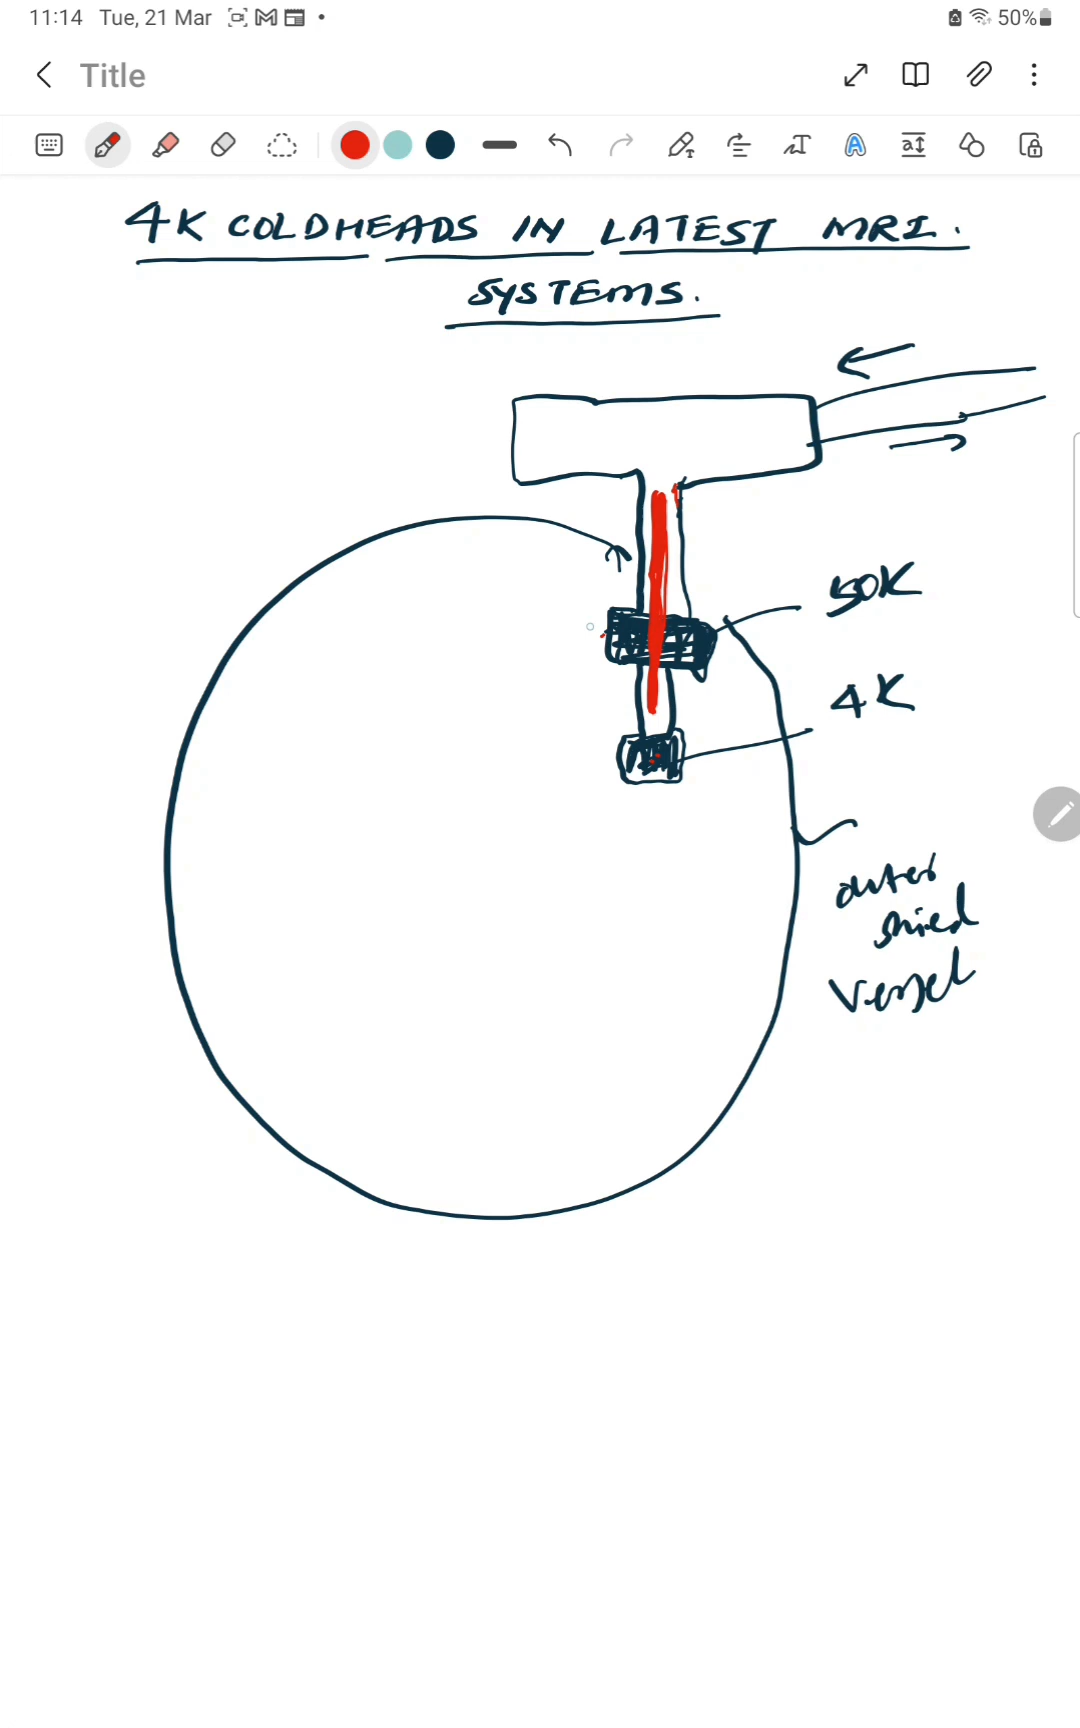 11:14 Tue, 21 Mar 50%
Title
4K COLDHEADS IN LATEST MRI.
SYSTEMS.
50K
4K
outer
shied
vessel